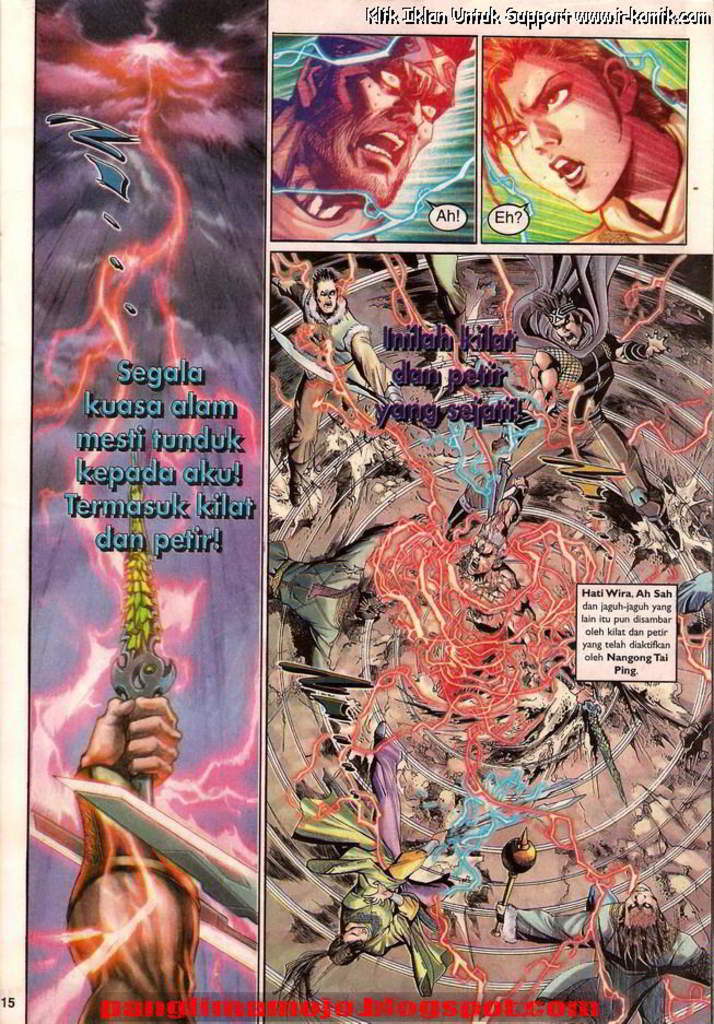 Klik Iklan Untuk Support www.ir-komik.com
Segala
kuasa alam
mesti tunduk
kepada aku!
Termasuk kilat
dan petir!
Ah!
Eh?
Inilah kilat
dan petir
yang sejati!
Hati Wira, Ah Sah
dan jaguh-jaguh yang
lain itu pun disambar
oleh kilat dan petir
yang telah diaktifkan
oleh Nangong Tai
Ping.
15
panglimamojo.blogspot.com